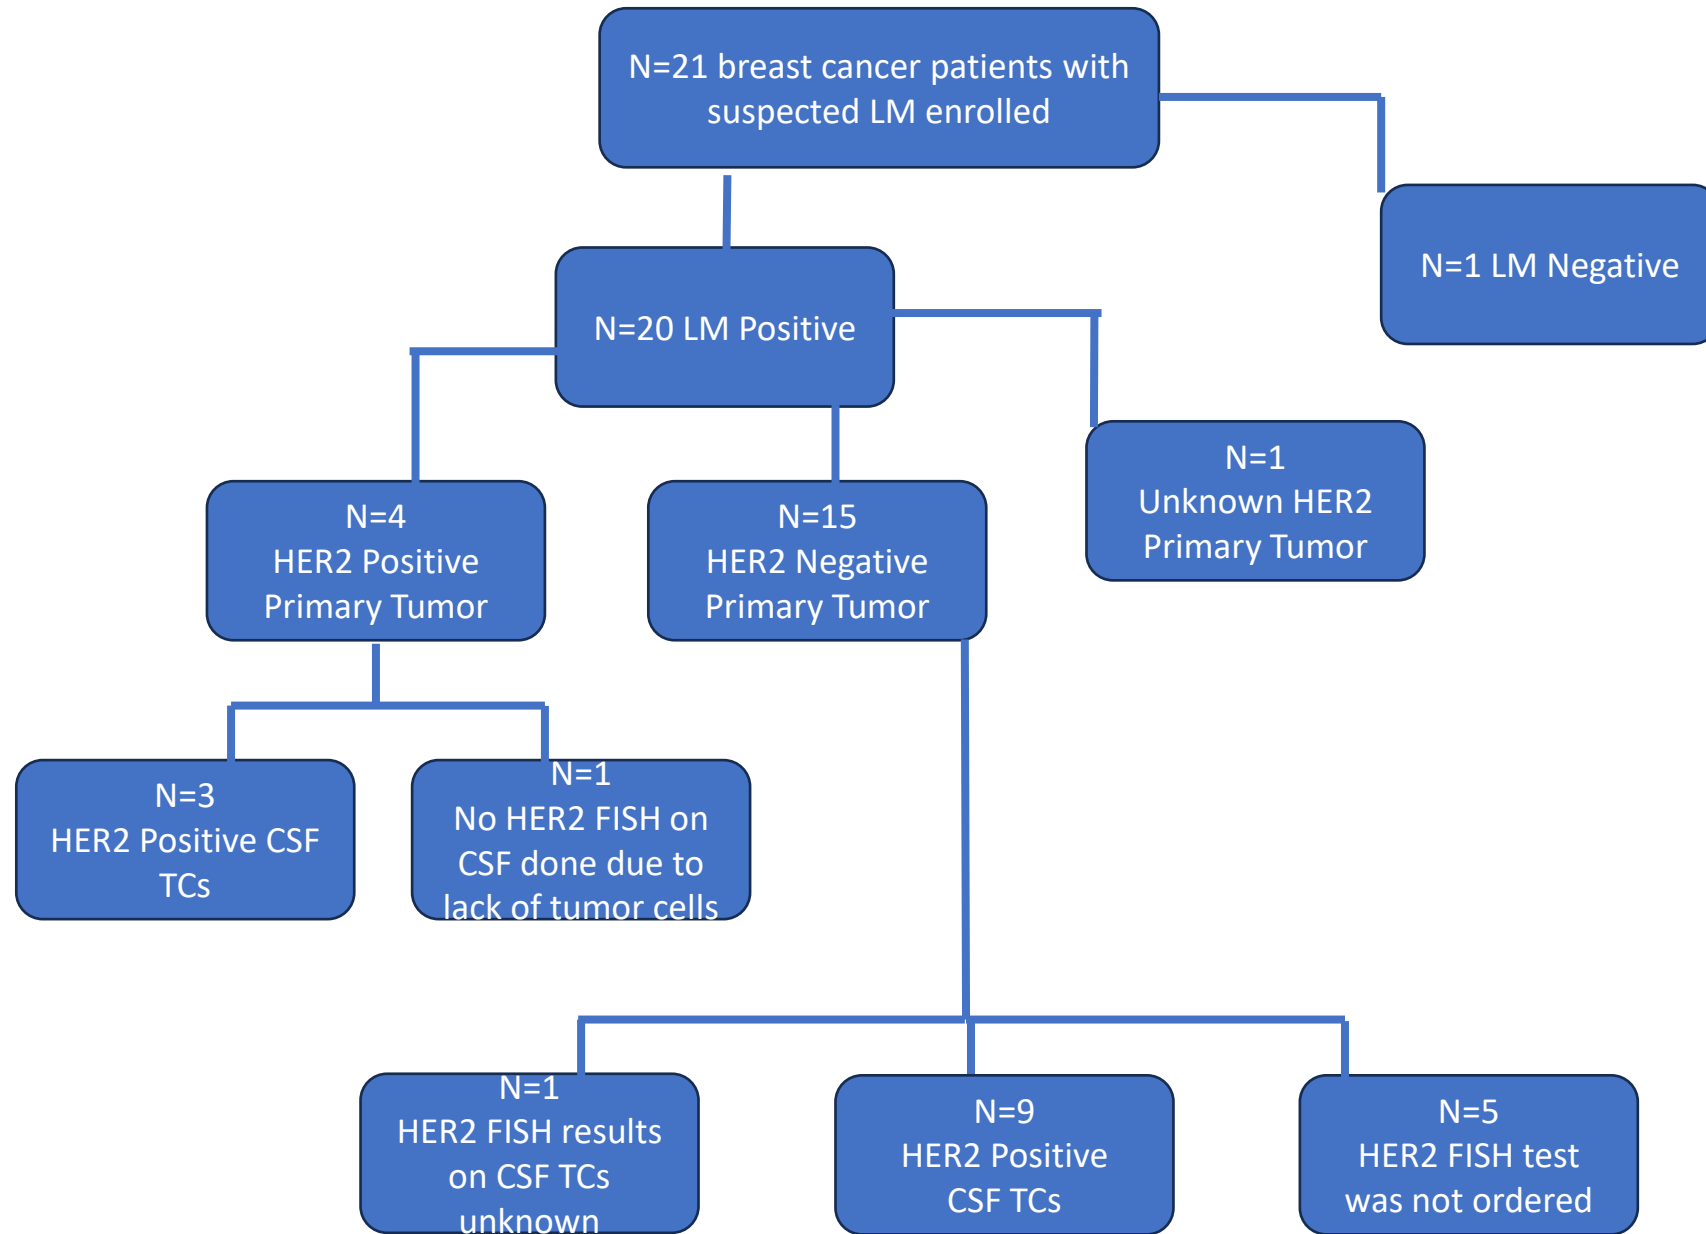 N=21 breast cancer patients with
suspected LM enrolled
N=1 LM Negative
N=20 LM Positive
N=1
Unknown HER2
Primary Tumor
N=4
HER2 Positive
Primary Tumor
N=15
HER2 Negative
Primary Tumor
N=3
HER2 Positive CSF
TCs
N=1
No HER2 FISH on
CSF done due to
lack of tumor cells
N=1
HER2 FISH results
on CSF TCs
unknown
N=9
HER2 Positive
CSF TCs
N=5
HER2 FISH test
was not ordered